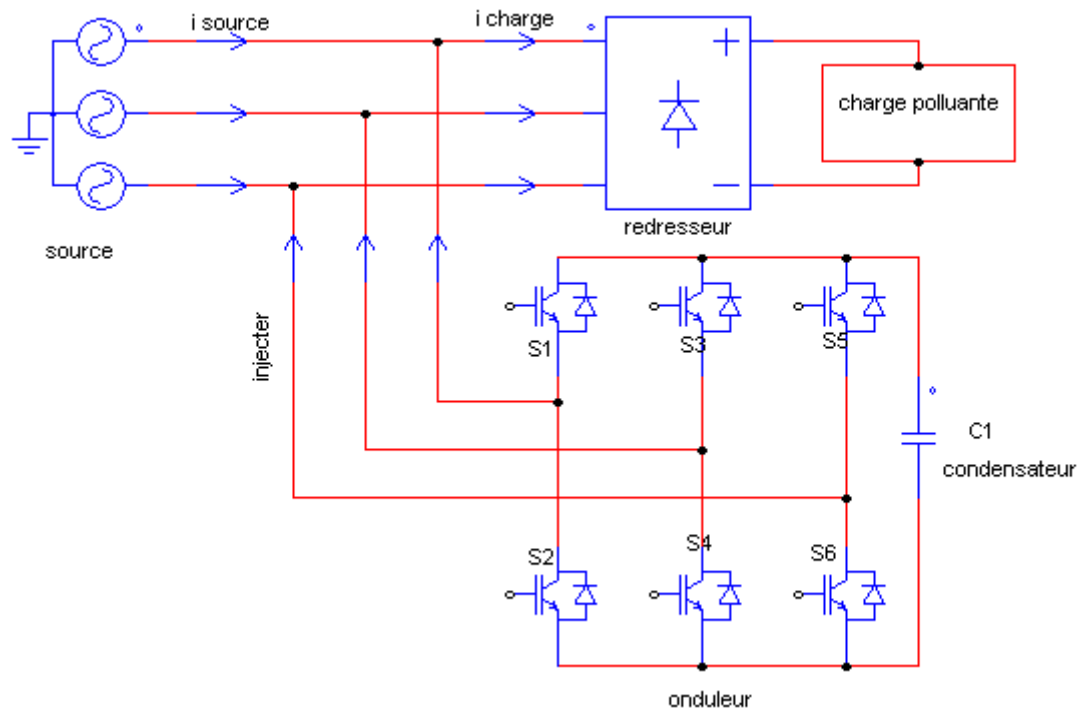 i source
i charge
+
charge polluante
−
redresseur
source
injecter
S1
S3
S5
C1
condensateur
S2
S4
S6
onduleur